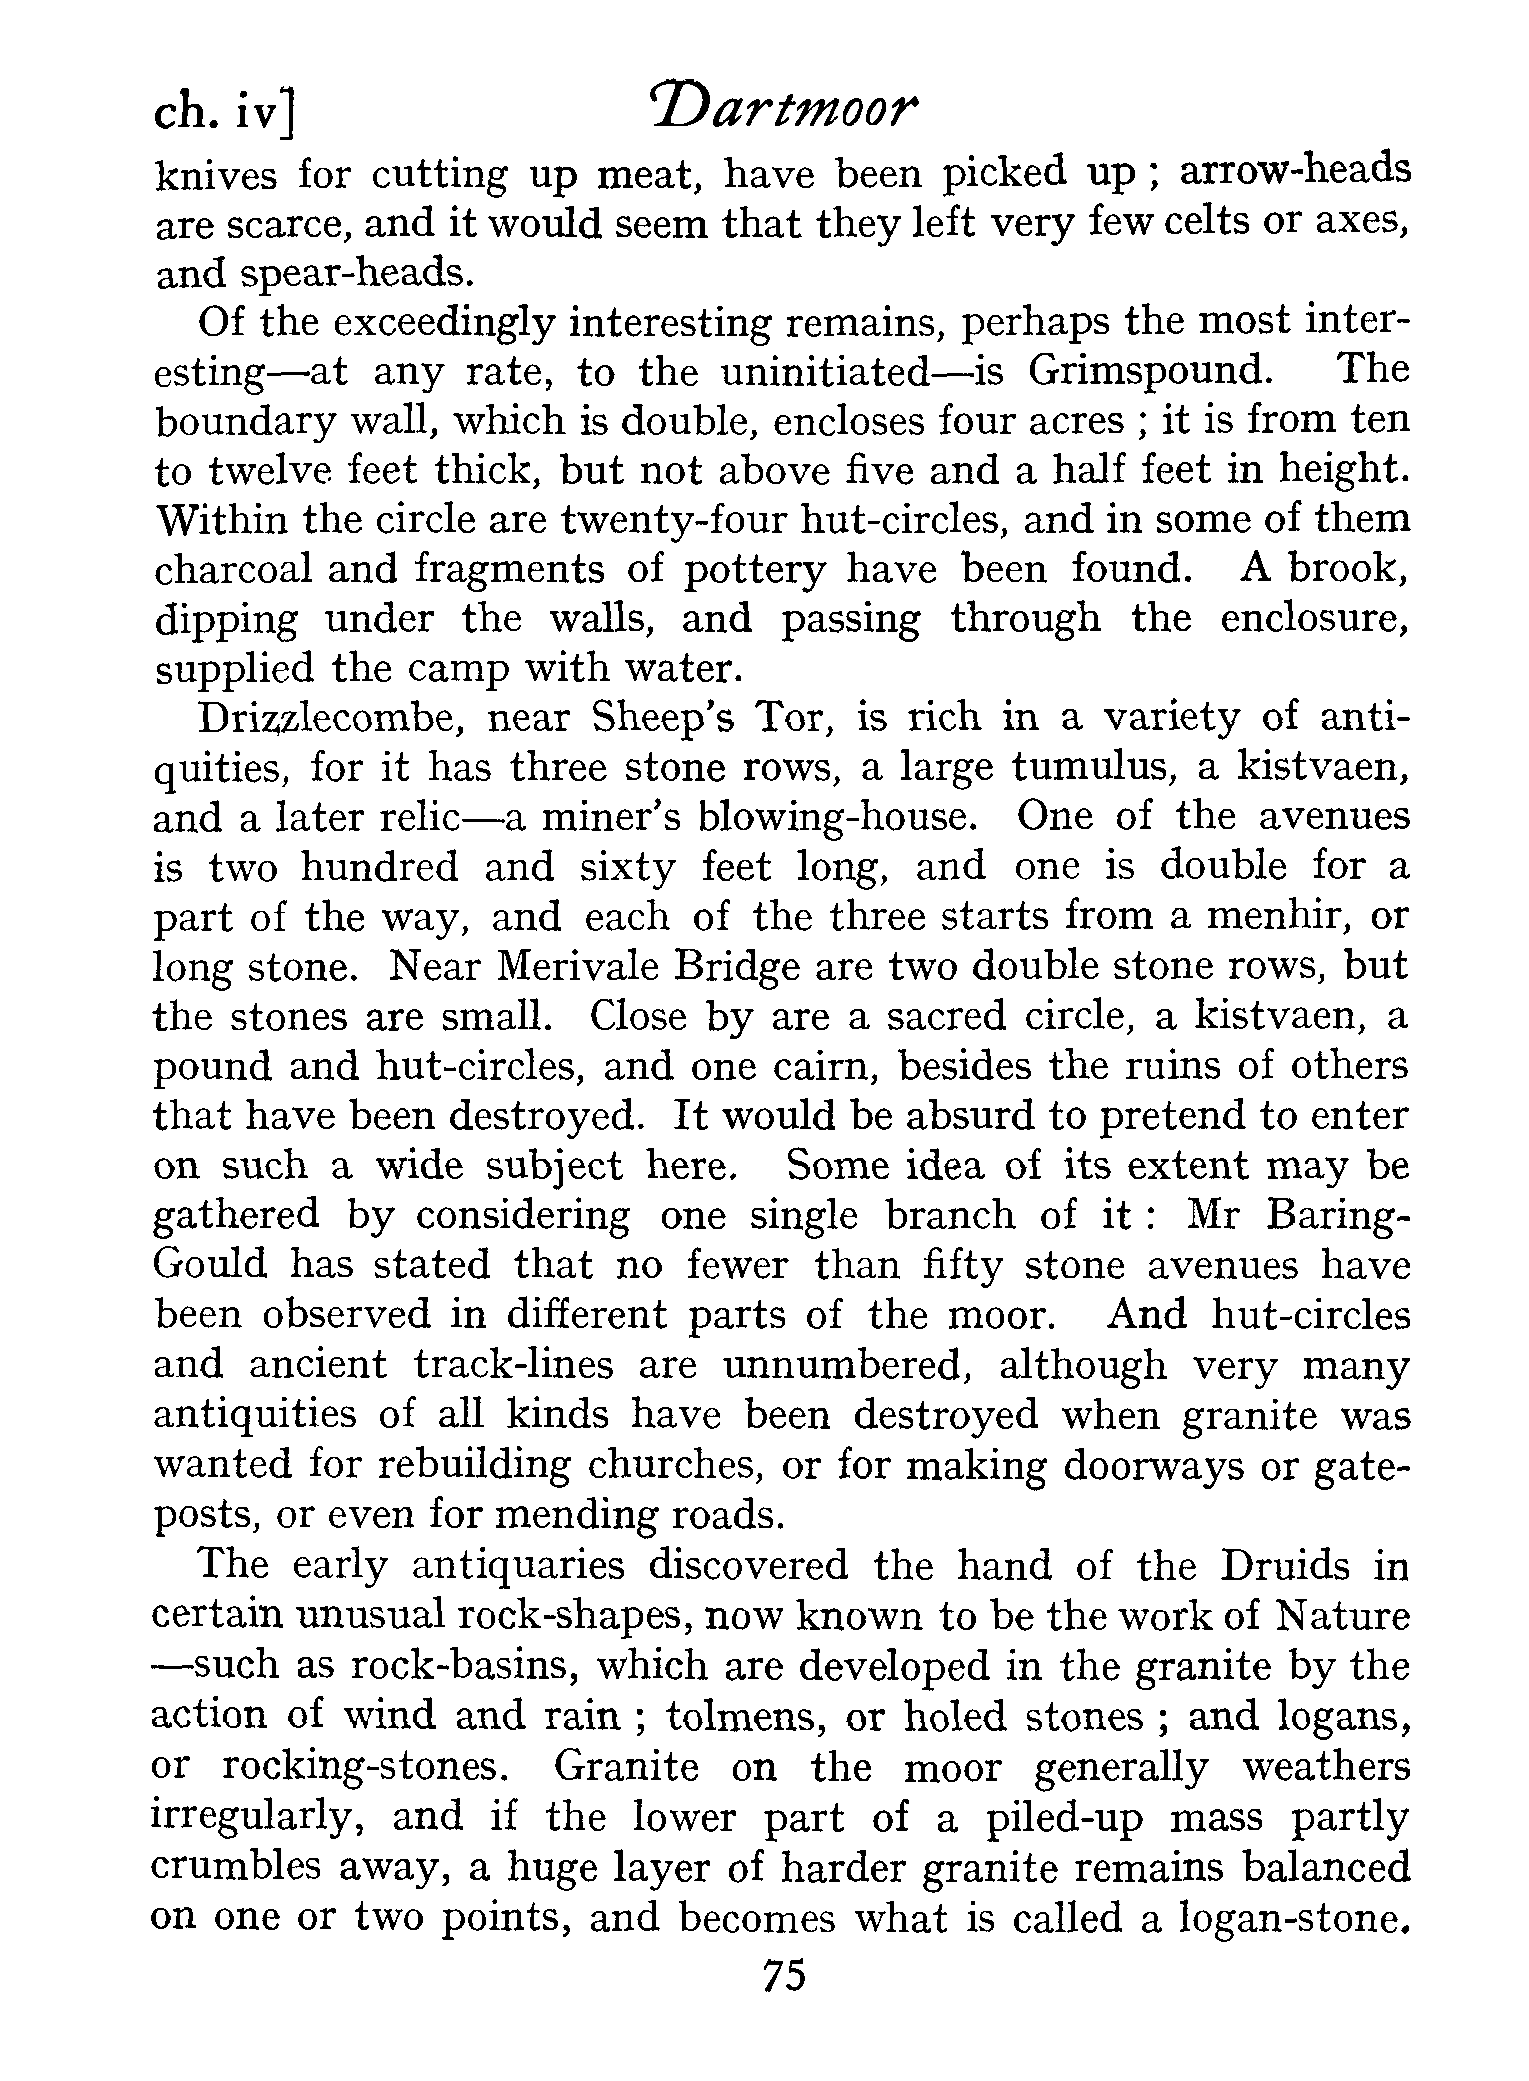 ch. iv] Dartmoor
knives for cutting up meat, have been picked up ; arrow-heads
are scarce, and it would seem that they left very few celts or axes,
and spear-heads.
Of the exceedingly interesting remains, perhaps the most inter-
esting—at any rate, to the uninitiated—is Grimspound. The
boundary wall, which is double, encloses four acres ; it is from ten
to twelve feet thick, but not above five and a half feet in height.
Within the circle are twenty-four hut-circles, and in some of them
charcoal and fragments of pottery have been found. A brook,
dipping under the walls, and passing through the enclosure,
supplied the camp with water.
Drizzlecombe, near Sheep's Tor, is rich in a variety of anti-
quities, for it has three stone rows, a large tumulus, a kistvaen,
and a later relic—a miner's blowing-house. One of the avenues
is two hundred and sixty feet long, and one is double for a
part of the way, and each of the three starts from a menhir, or
long stone. Near Merivale Bridge are two double stone rows, but
the stones are small. Close by are a sacred circle, a kistvaen, a
pound and hut-circles, and one cairn, besides the ruins of others
that have been destroyed. It would be absurd to pretend to enter
on such a wide subject here. Some idea of its extent may be
gathered by considering one single branch of it : Mr Baring-
Gould has stated that no fewer than fifty stone avenues have
been observed in different parts of the moor. And hut-circles
and ancient track-lines are unnumbered, although very many
antiquities of all kinds have been destroyed when granite was
wanted for rebuilding churches, or for making doorways or gate-
posts, or even for mending roads.
The early antiquaries discovered the hand of the Druids in
certain unusual rock-shapes, now known to be the work of Nature
—such as rock-basins, which are developed in the granite by the
action of wind and rain ; tolmens, or holed stones ; and logans,
or rocking-stones. Granite on the moor generally weathers
irregularly, and if the lower part of a piled-up mass partly
crumbles away, a huge layer of harder granite remains balanced
on one or two points, and becomes what is called a logan-stone.
75